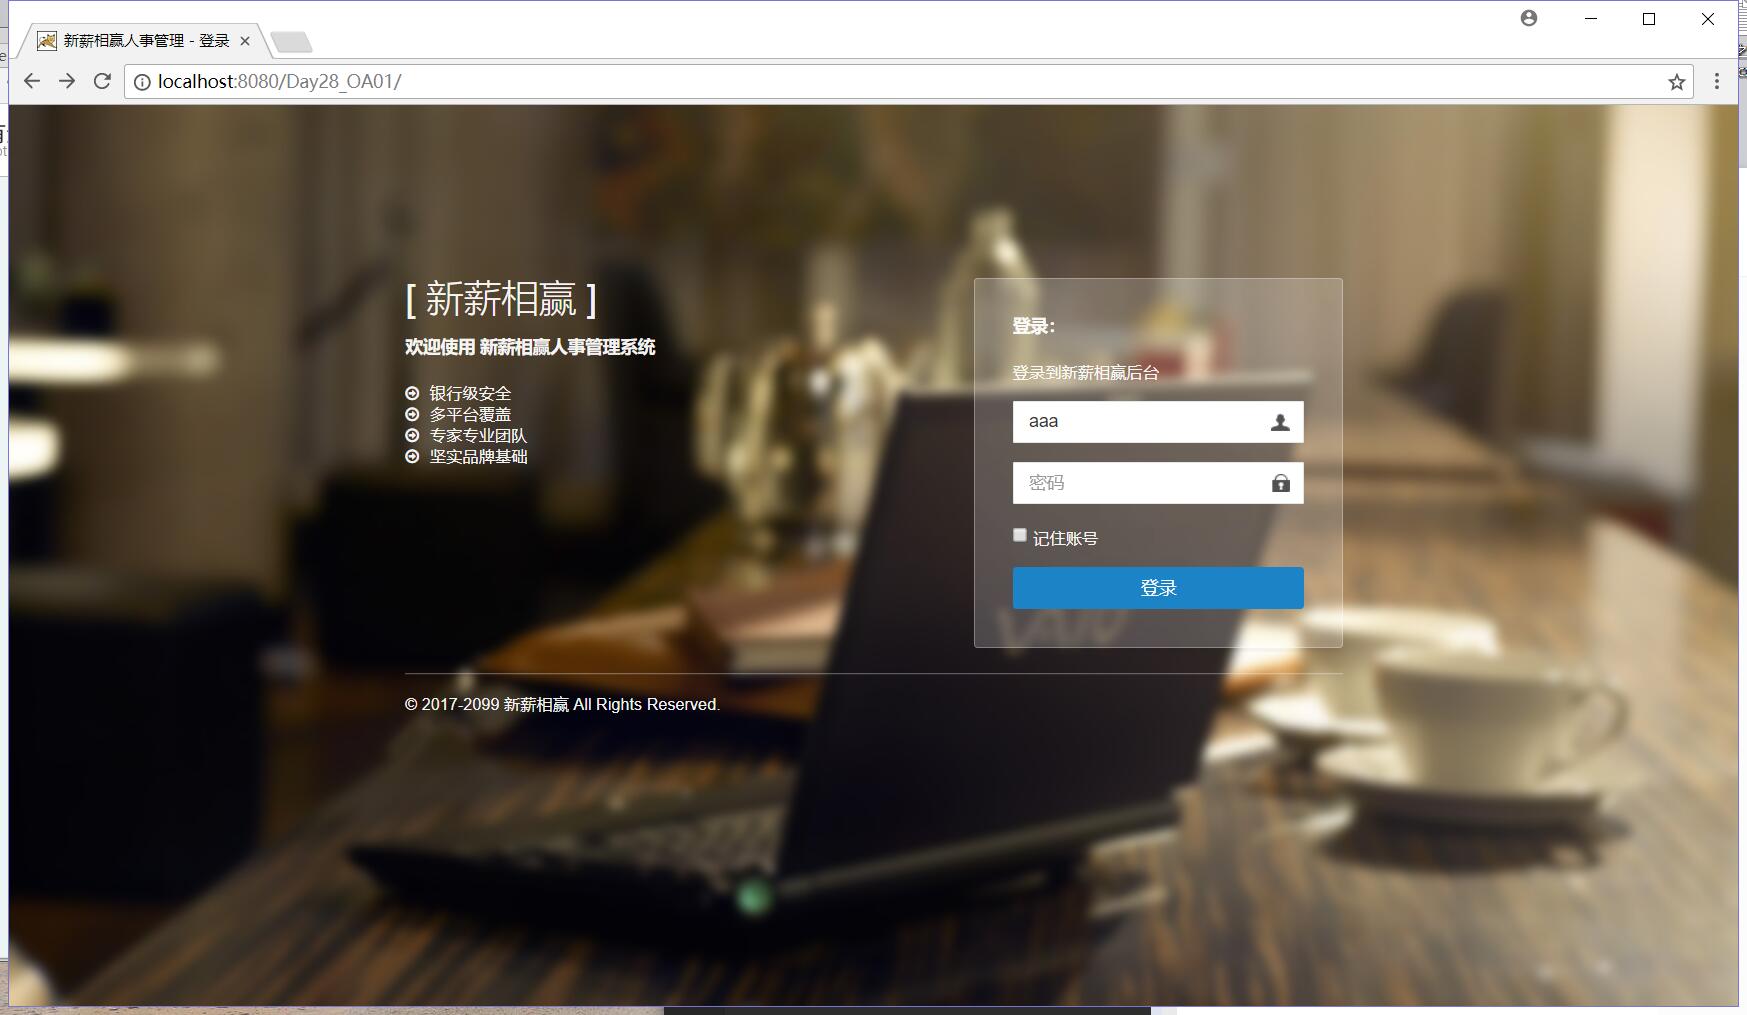 新薪相赢人事管理 - 登录
localhost:8080/Day28_OA01/
[ 新薪相赢 ]
欢迎使用 新薪相赢人事管理系统
银行级安全
多平台覆盖
专家专业团队
坚实品牌基础
登录：
登录到新薪相赢后台
aaa
密码
记住账号
登录
© 2017-2099 新薪相赢 All Rights Reserved.